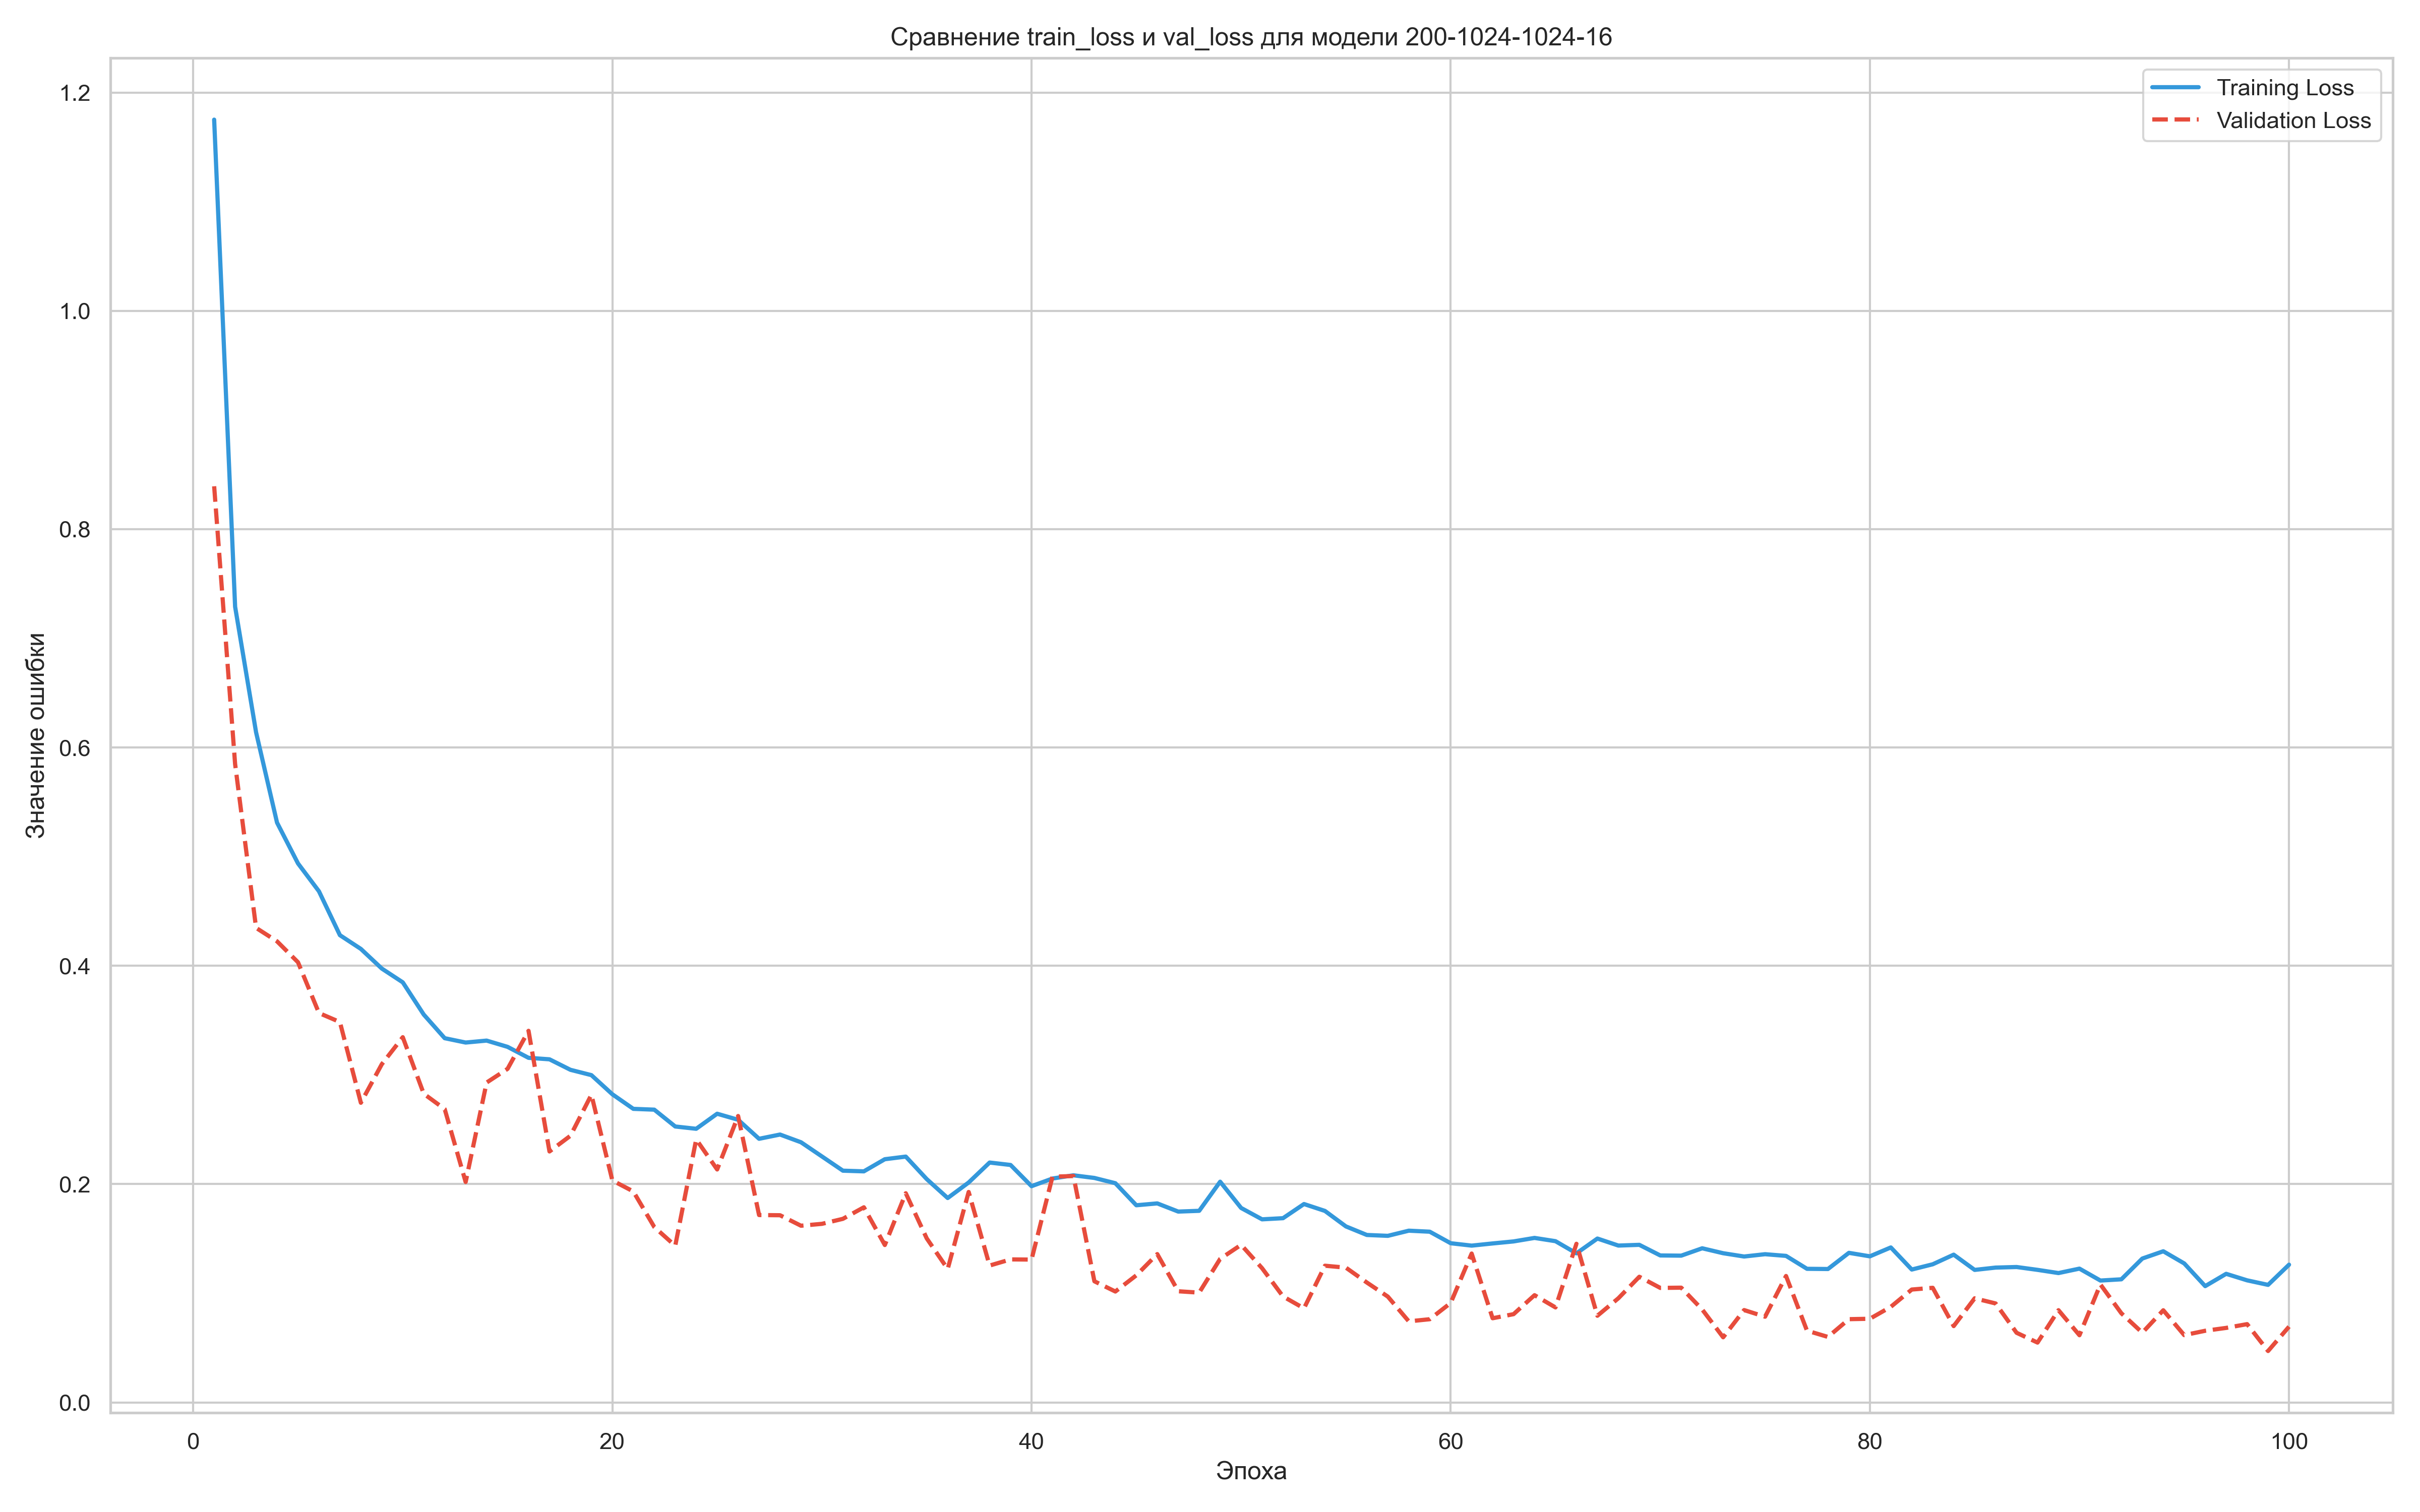 Сравнение train_loss и val_loss для модели 200-1024-1024-16
Training Loss
Validation Loss
Значение ошибки
1.2
1.0
0.8
0.6
0.4
0.2
0.0
0 20 40 60 80 100
Эпоха